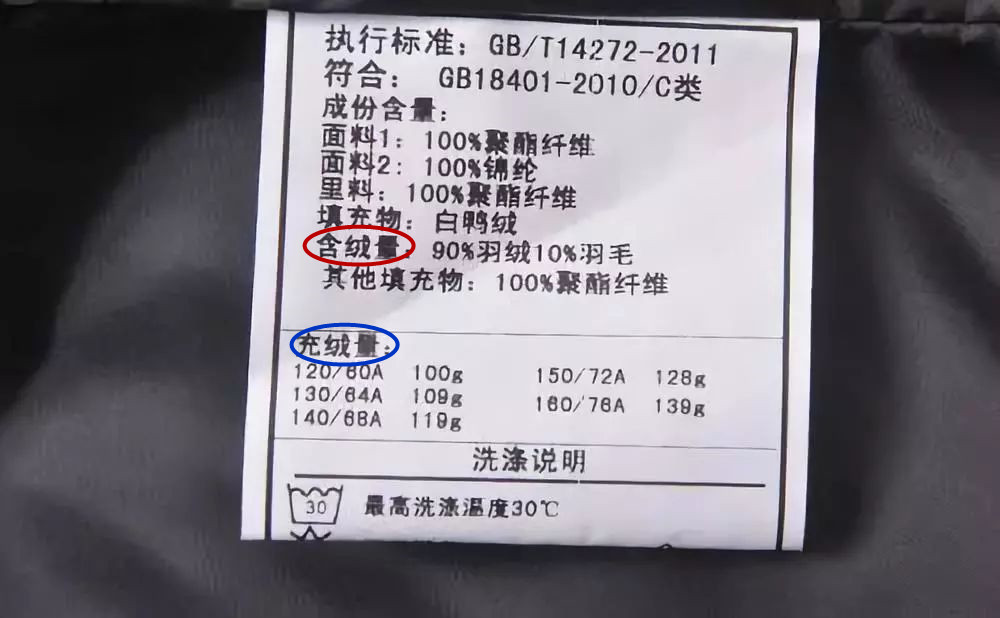 执行标准：GB/T14272-2011
符合：GB18401-2010/C类
成份含量：
面料1：100%聚酯纤维
面料2：100%锦纶
里料：100%聚酯纤维
填充物：白鸭绒
含绒量：90%羽绒10%羽毛
其他填充物：100%聚酯纤维
充绒量：
120/60A 100g 150/72A 128g
130/64A 109g 160/76A 139g
140/68A 119g
洗涤说明
30 最高洗涤温度30℃